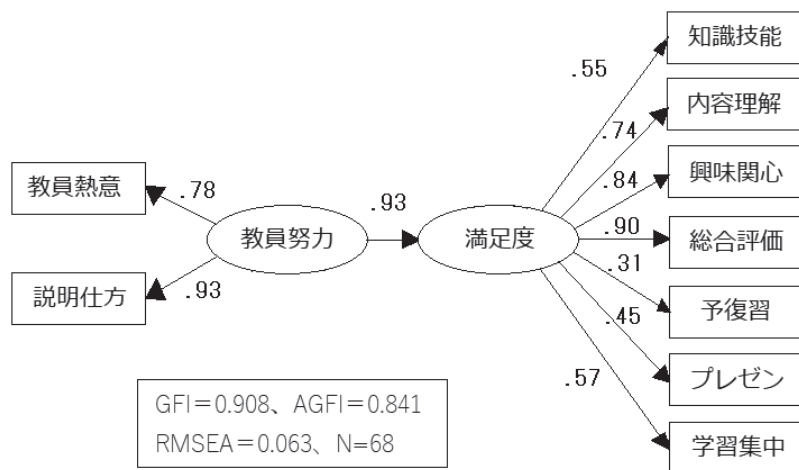 知識技能
.55
内容理解
.74
教員熱意
.78
.84
興味関心
.93
教員努力
満足度
.90
総合評価
.31
説明仕方
.93
予復習
.45
プレゼン
.57
学習集中
GFI＝0.908、AGFI＝0.841
RMSEA＝0.063、N=68